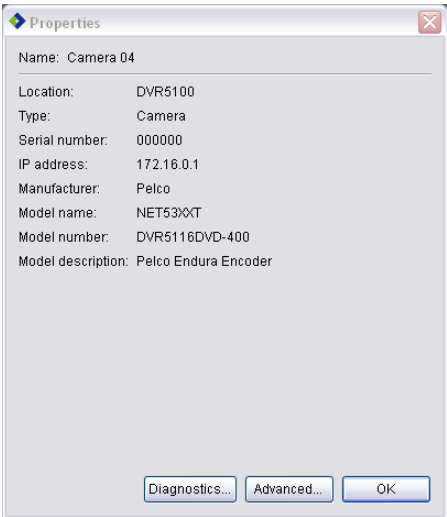 Properties
Name: Camera 04
Location: DVR5100
Type: Camera
Serial number: 000000
IP address: 172.16.0.1
Manufacturer: Pelco
Model name: NET53XXT
Model number: DVR5116DVD-400
Model description: Pelco Endura Encoder
Diagnostics... Advanced... OK